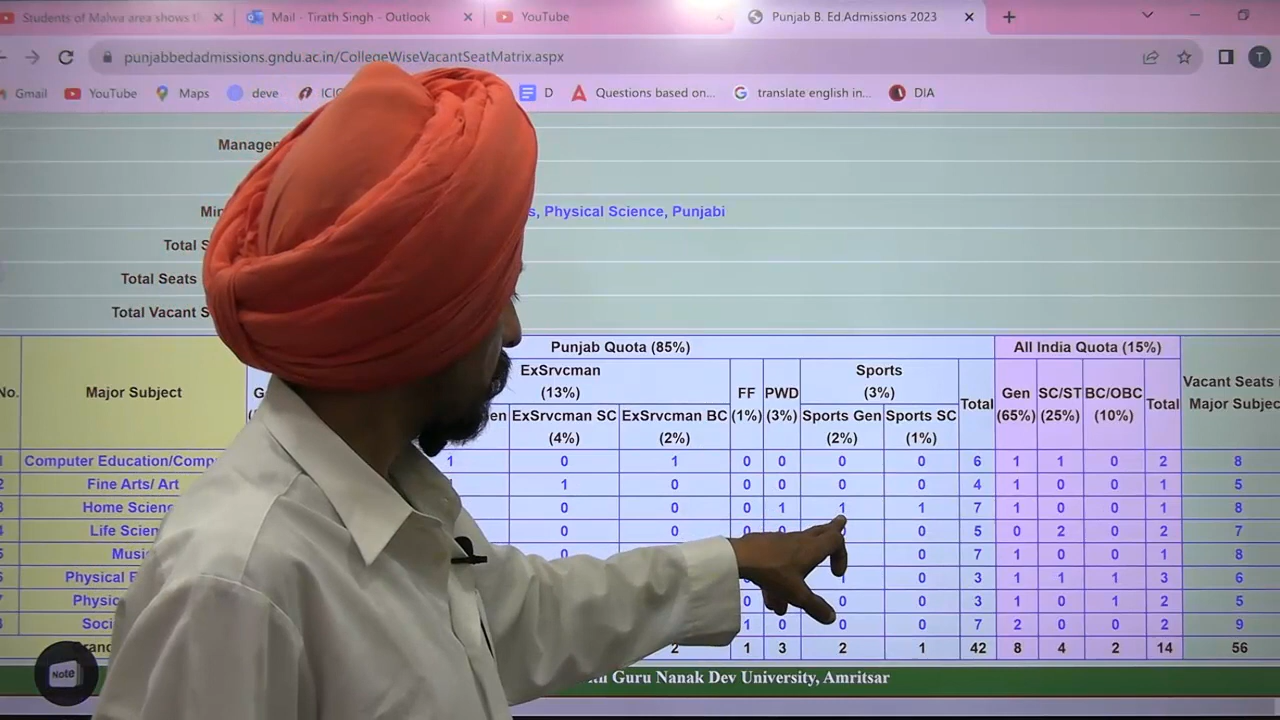 Students of Malwa area shows t
Mail - Tirath Singh - Outlook
YouTube
Punjab B. Ed.Admissions 2023
punjabbedadmissions.gndu.ac.in/CollegeWiseVacantSeatMatrix.aspx
T
Gmail
YouTube
Maps
deve
ICIC
D
Questions based on...
translate english in...
DIA
Manager
Min
s, Physical Science, Punjabi
Total S
Total Seats
Total Vacant S
Punjab Quota (85%) All India Quota (15%)
No. Major Subject
ExSrvcman (13%)
FF (1%)
PWD (3%)
Sports (3%)
Total
Gen (65%)
SC/ST (25%)
BC/OBC (10%)
Total
Vacant Seats i
Major Subjec
en ExSrvcman SC (4%)
ExSrvcman BC (2%)
Sports Gen (2%)
Sports SC (1%)
1 Computer Education/Comp 1 0 1 0 0 0 0 6 1 1 0 2 8
2 Fine Arts/ Art 1 0 0 0 0 0 4 1 0 0 1 5
3 Home Scienc 0 0 0 1 1 1 7 1 0 0 1 8
4 Life Scien 0 0 0 0 0 5 0 2 0 2 7
5 Music 0 0 7 1 0 0 1 8
6 Physical E 0 1 0 3 1 1 1 3 6
7 Physic 0 0 3 1 0 1 2 5
8 Soci 1 0 0 0 7 2 0 0 2 9
Grand 2 1 3 2 1 42 8 4 2 14 56
Guru Nanak Dev University, Amritsar
Note